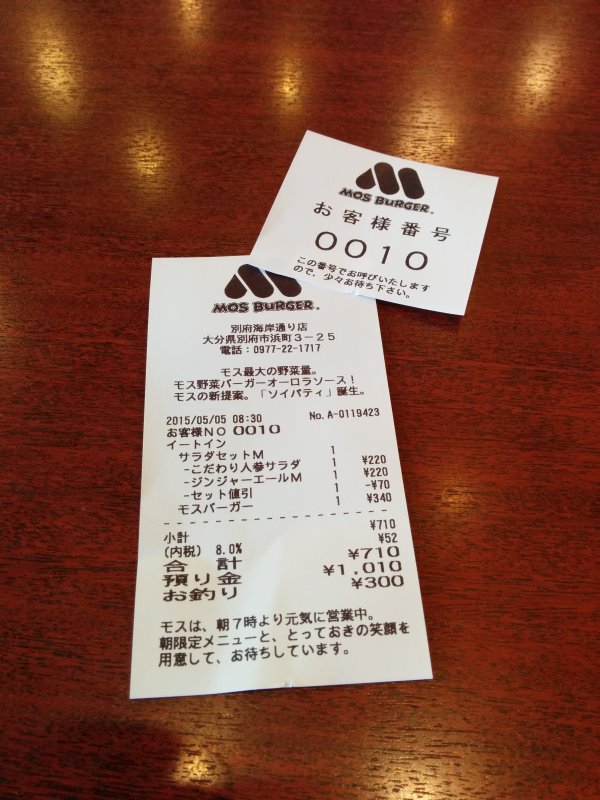 MOS BURGER
お客様番号
0010
この番号でお呼びいたします
ので、少々お待ち下さい。
MOS BURGER
別府海岸通り店
大分県別府市浜町3-25
電話:0977-22-1717
モス最大の野菜量。
モス野菜バーガーオーロラソース!
モスの新提案。「ソイパティ」誕生。
2015/05/05 08:30 No.A-0119423
お客様NO 0010
イートイン
サラダセットM 1
-こだわり人参サラダ 1 ¥220
-ジンジャーエールM 1 ¥220
-セット値引 1 -¥70
モスバーガー 1 ¥340
小計 ¥710
(内税) 8.0% ¥52
合 計 ¥710
預り金 ¥1,010
お釣り ¥300
モスは、朝7時より元気に営業中。
朝限定メニューと、とっておきの笑顔を
用意して、お待ちしています。